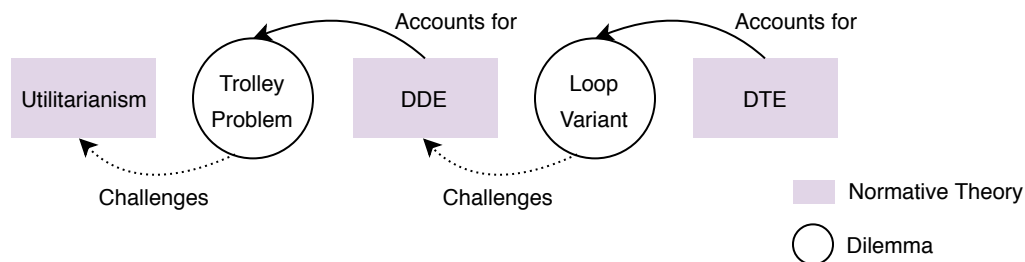 Accounts for
Accounts for
Utilitarianism
Trolley
Problem
DDE
Loop
Variant
DTE
Challenges
Challenges
Normative Theory
Dilemma